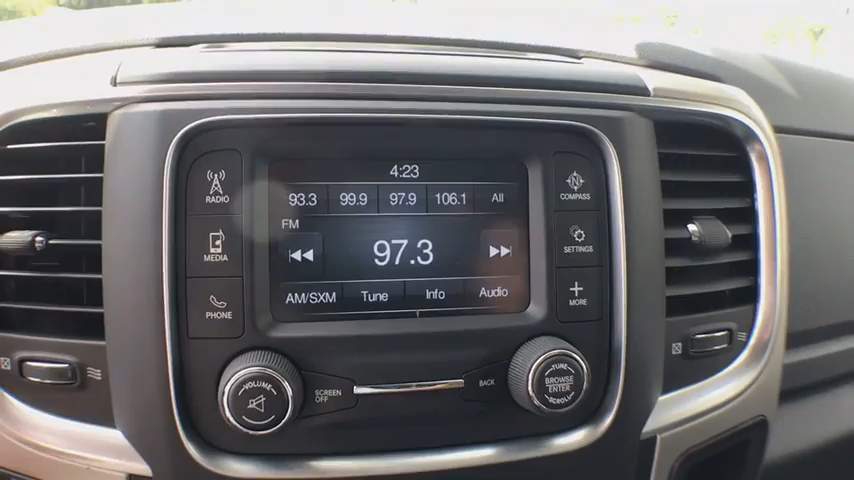 4:23
93.3 99.9 97.9 106.1 All
FM
97.3
AM/SXM Tune Info Audio
RADIO
MEDIA
PHONE
COMPASS
SETTINGS
MORE
VOLUME
SCREEN
OFF
BACK
TUNE
BROWSE
ENTER
SCROLL